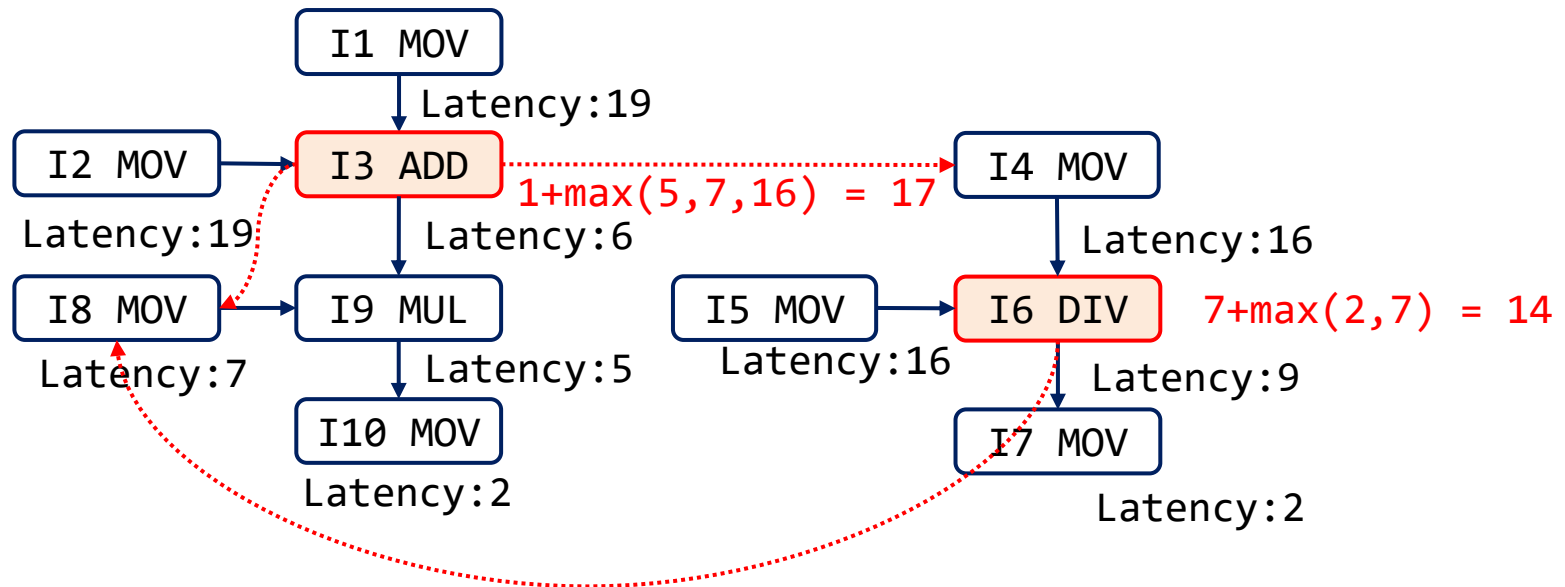 I1 MOV
Latency:19
I2 MOV
I3 ADD
I4 MOV
1+max(5,7,16) = 17
Latency:19
Latency:6
Latency:16
I8 MOV
I9 MUL
I5 MOV
I6 DIV
7+max(2,7) = 14
Latency:7
Latency:5
Latency:16
Latency:9
I10 MOV
I7 MOV
Latency:2
Latency:2